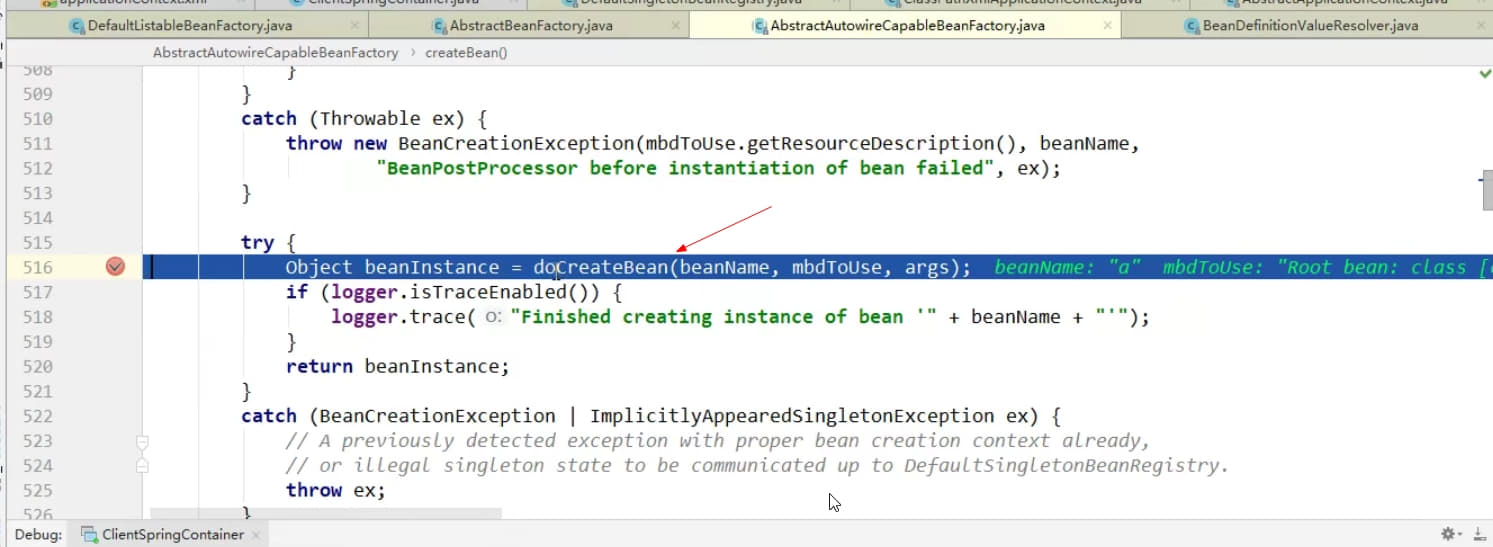 applicationContext.xml ClientSpringContainer.java DefaultSingletonBeanRegistry.java ClassPathXmlApplicationContext.java AbstractApplicationContext.java
DefaultListableBeanFactory.java AbstractBeanFactory.java AbstractAutowireCapableBeanFactory.java BeanDefinitionValueResolver.java
AbstractAutowireCapableBeanFactory › createBean()
508 }
509 }
510 catch (Throwable ex) {
511 throw new BeanCreationException(mbdToUse.getResourceDescription(), beanName,
512 "BeanPostProcessor before instantiation of bean failed", ex);
513 }
514
515 try {
516 Object beanInstance = doCreateBean(beanName, mbdToUse, args); beanName: "a" mbdToUse: "Root bean: class [
517 if (logger.isTraceEnabled()) {
518 logger.trace( o: "Finished creating instance of bean '" + beanName + "'");
519 }
520 return beanInstance;
521 }
522 catch (BeanCreationException | ImplicitlyAppearedSingletonException ex) {
523 // A previously detected exception with proper bean creation context already,
524 // or illegal singleton state to be communicated up to DefaultSingletonBeanRegistry.
525 throw ex;
526 }
Debug: ClientSpringContainer